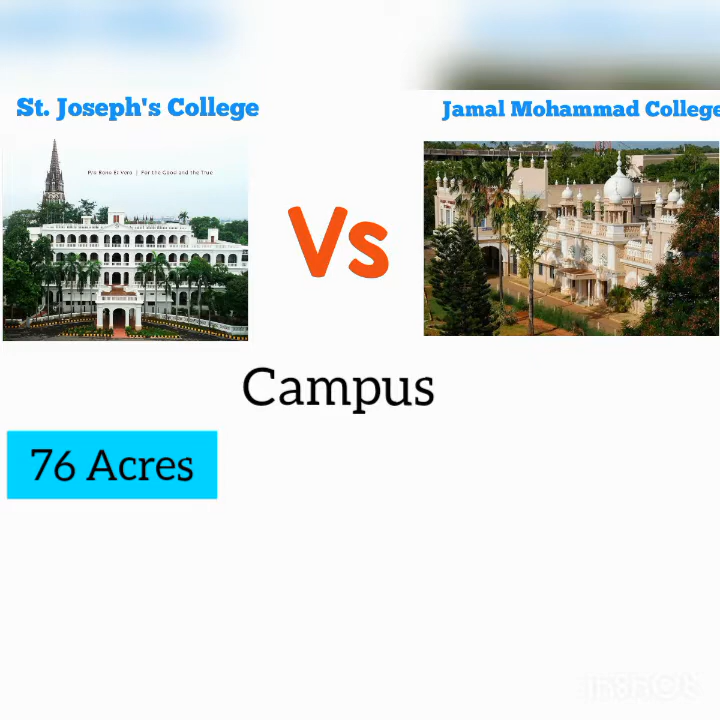 St. Joseph's College
Jamal Mohammad College
Pro Bono Et Vero | For the Good and the True
Vs
Campus
76 Acres